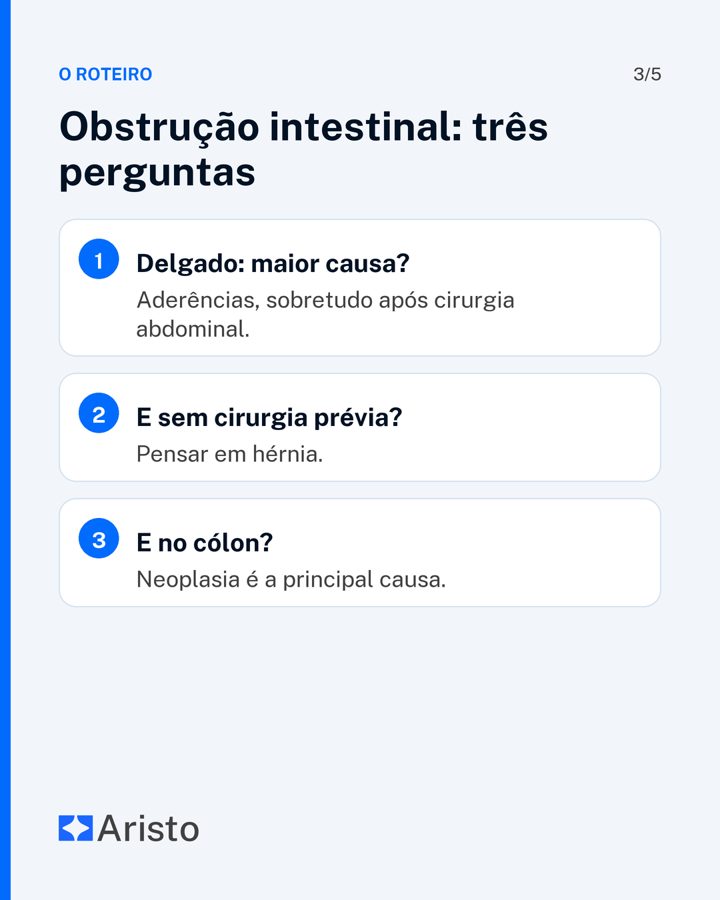 O ROTEIRO
3/5
Obstrução intestinal: três
perguntas
1
Delgado: maior causa?
Aderências, sobretudo após cirurgia
abdominal.
2
E sem cirurgia prévia?
Pensar em hérnia.
3
E no cólon?
Neoplasia é a principal causa.
Aristo